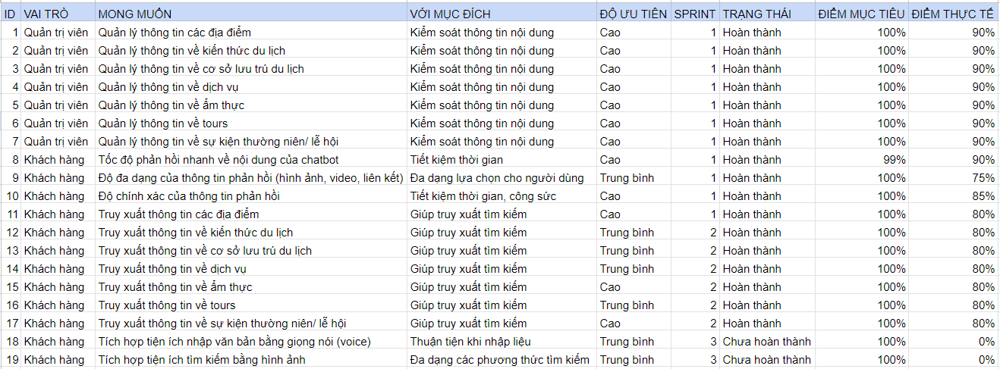 ID VAI TRÒ MONG MUỐN VỚI MỤC ĐÍCH ĐỘ ƯU TIÊN SPRINT TRẠNG THÁI ĐIỂM MỤC TIÊU ĐIỂM THỰC TẾ
1 Quản trị viên Quản lý thông tin các địa điểm Kiểm soát thông tin nội dung Cao 1 Hoàn thành 100% 90%
2 Quản trị viên Quản lý thông tin về kiến thức du lịch Kiểm soát thông tin nội dung Cao 1 Hoàn thành 100% 90%
3 Quản trị viên Quản lý thông tin về cơ sở lưu trú du lịch Kiểm soát thông tin nội dung Cao 1 Hoàn thành 100% 90%
4 Quản trị viên Quản lý thông tin về dịch vụ Kiểm soát thông tin nội dung Cao 1 Hoàn thành 100% 90%
5 Quản trị viên Quản lý thông tin về ẩm thực Kiểm soát thông tin nội dung Cao 1 Hoàn thành 100% 90%
6 Quản trị viên Quản lý thông tin về tours Kiểm soát thông tin nội dung Cao 1 Hoàn thành 100% 90%
7 Quản trị viên Quản lý thông tin về sự kiện thường niên/ lễ hội Kiểm soát thông tin nội dung Cao 1 Hoàn thành 100% 90%
8 Khách hàng Tốc độ phản hồi nhanh về nội dung của chatbot Tiết kiệm thời gian Cao 1 Hoàn thành 99% 90%
9 Khách hàng Độ đa dạng của thông tin phản hồi (hình ảnh, video, liên kết) Đa dạng lựa chọn cho người dùng Trung bình 1 Hoàn thành 100% 75%
10 Khách hàng Độ chính xác của thông tin phản hồi Tiết kiệm thời gian, công sức Cao 1 Hoàn thành 100% 85%
11 Khách hàng Truy xuất thông tin các địa điểm Giúp truy xuất tìm kiếm Cao 1 Hoàn thành 100% 80%
12 Khách hàng Truy xuất thông tin về kiến thức du lịch Giúp truy xuất tìm kiếm Trung bình 2 Hoàn thành 100% 80%
13 Khách hàng Truy xuất thông tin về cơ sở lưu trú du lịch Giúp truy xuất tìm kiếm Trung bình 2 Hoàn thành 100% 80%
14 Khách hàng Truy xuất thông tin về dịch vụ Giúp truy xuất tìm kiếm Trung bình 2 Hoàn thành 100% 80%
15 Khách hàng Truy xuất thông tin về ẩm thực Giúp truy xuất tìm kiếm Cao 2 Hoàn thành 100% 80%
16 Khách hàng Truy xuất thông tin về tours Giúp truy xuất tìm kiếm Trung bình 2 Hoàn thành 100% 80%
17 Khách hàng Truy xuất thông tin về sự kiện thường niên/ lễ hội Giúp truy xuất tìm kiếm Cao 2 Hoàn thành 100% 80%
18 Khách hàng Tích hợp tiện ích nhập văn bản bằng giọng nói (voice) Thuận tiện khi nhập liệu Trung bình 3 Chưa hoàn thành 100% 0%
19 Khách hàng Tích hợp tiện ích tìm kiếm bằng hình ảnh Đa dạng các phương thức tìm kiếm Trung bình 3 Chưa hoàn thành 100% 0%